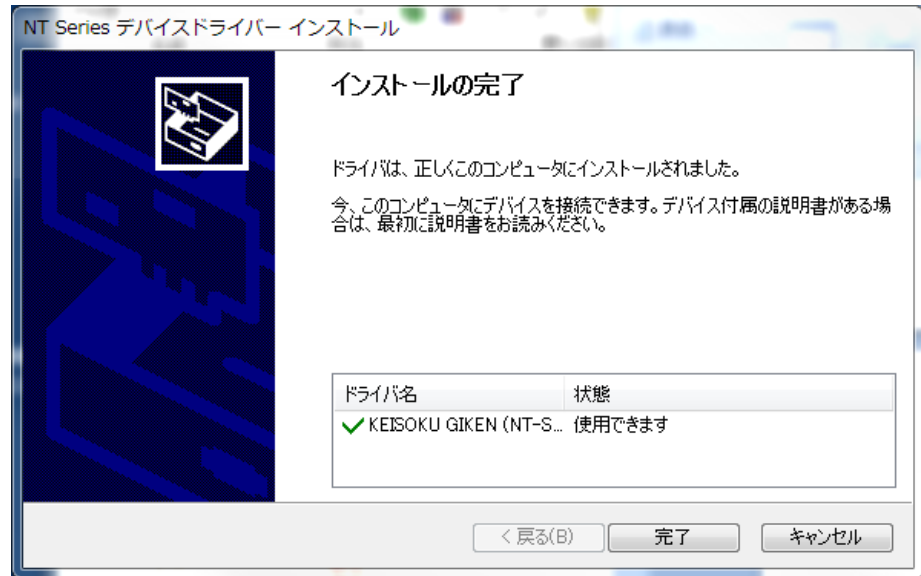 NT Series デバイスドライバー インストール
インストールの完了
ドライバは、正しくこのコンピュータにインストールされました。
今、このコンピュータにデバイスを接続できます。デバイス付属の説明書がある場
合は、最初に説明書をお読みください。
ドライバ名 状態
KEISOKU GIKEN (NT-S... 使用できます
< 戻る(B) 完了 キャンセル